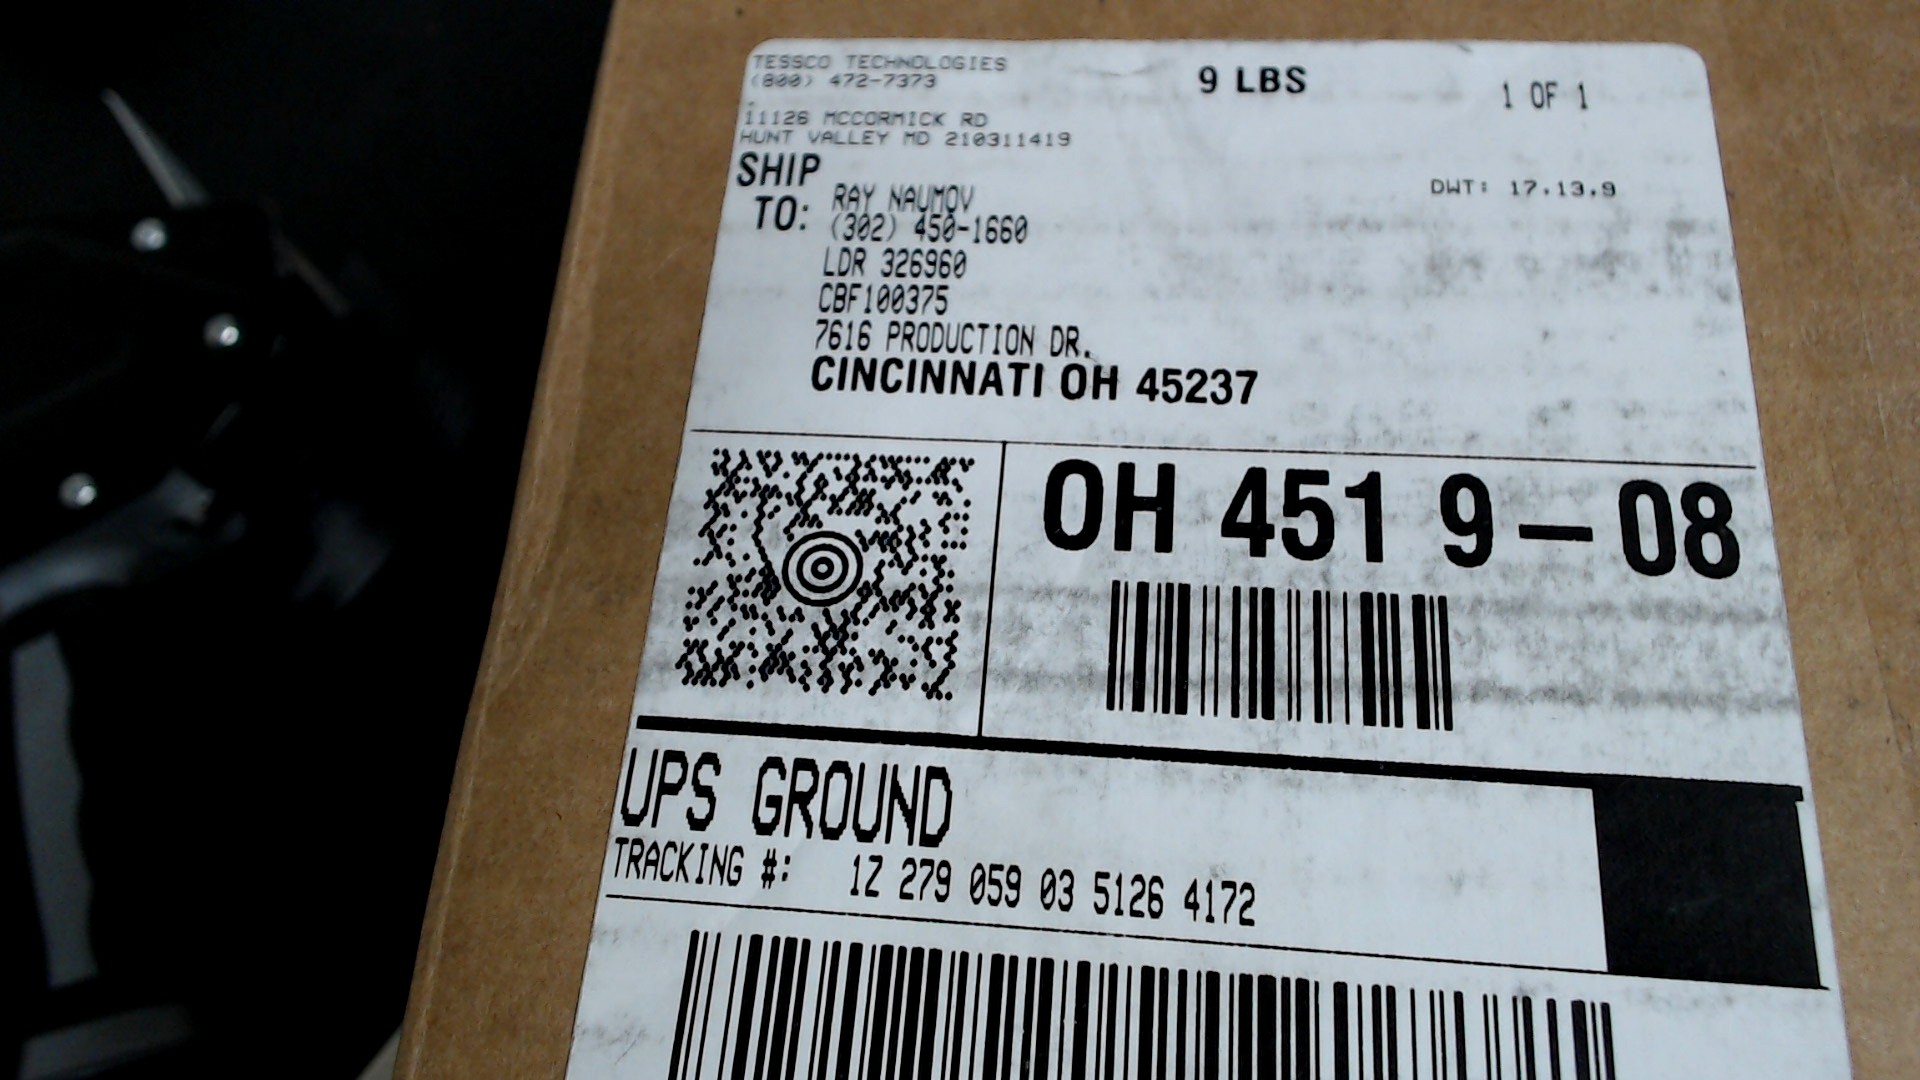 TESSCO TECHNOLOGIES
(800) 472-7373
11126 MCCORMICK RD
HUNT VALLEY MD 210311419
9 LBS
1 OF 1
DWT: 17.13.9
SHIP
TO:
RAY NAUMOV
(302) 450-1660
LDR 326960
CBF100375
7616 PRODUCTION DR.
CINCINNATI OH 45237
OH 451 9 – 08
UPS GROUND
TRACKING #: 1Z 279 059 03 5126 4172